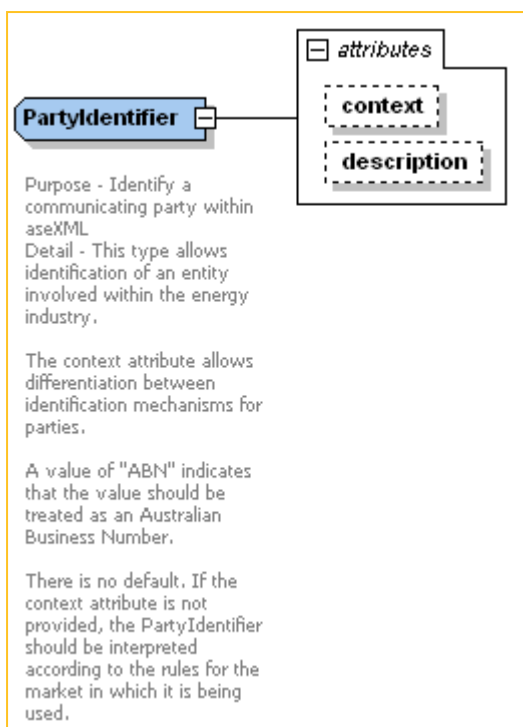 attributes
context
PartyIdentifier
description
Purpose - Identify a
communicating party within
aseXML
Detail - This type allows
identification of an entity
involved within the energy
industry.
The context attribute allows
differentiation between
identification mechanisms for
parties.
A value of "ABN" indicates
that the value should be
treated as an Australian
Business Number.
There is no default. If the
context attribute is not
provided, the PartyIdentifier
should be interpreted
according to the rules for the
market in which it is being
used.